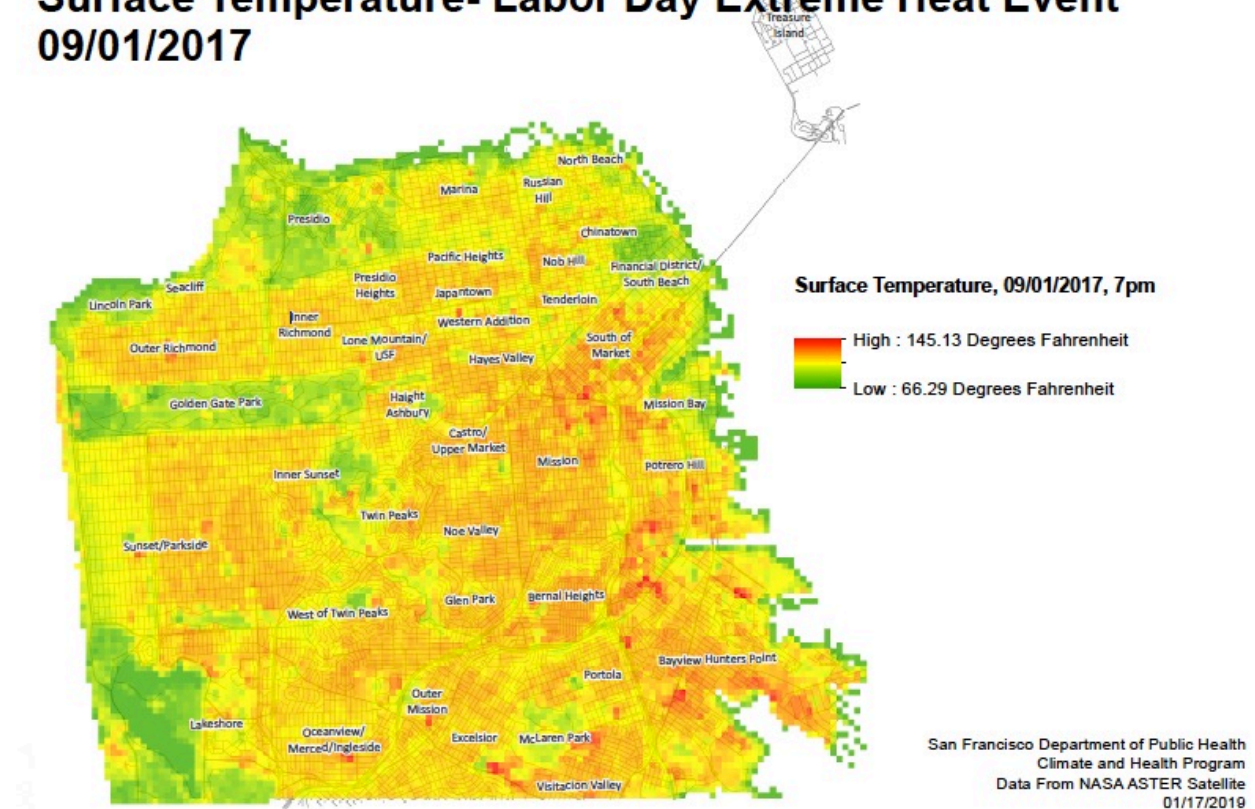 Surface Temperature- Labor Day Extreme Heat Event
09/01/2017
Treasure
Island
North Beach
Marina
Russian
Hill
Presidio
Chinatown
Pacific Heights
Nob Hill
Financial District/
South Beach
Presidio
Heights
Seacliff
Japantown
Tenderloin
Lincoln Park
Inner
Richmond
Western Addition
Outer Richmond
Lone Mountain/
USF
South of
Market
Hayes Valley
Golden Gate Park
Haight
Ashbury
Mission Bay
Castro/
Upper Market
Mission
Potrero Hill
Inner Sunset
Twin Peaks
Noe Valley
Sunset/Parkside
Glen Park
Bernal Heights
West of Twin Peaks
Bayview Hunters Point
Portola
Outer
Mission
Lakeshore
Oceanview/
Merced/Ingleside
Excelsior
McLaren Park
Visitacion Valley
Surface Temperature, 09/01/2017, 7pm
High : 145.13 Degrees Fahrenheit
Low : 66.29 Degrees Fahrenheit
San Francisco Department of Public Health
Climate and Health Program
Data From NASA ASTER Satellite
01/17/2018